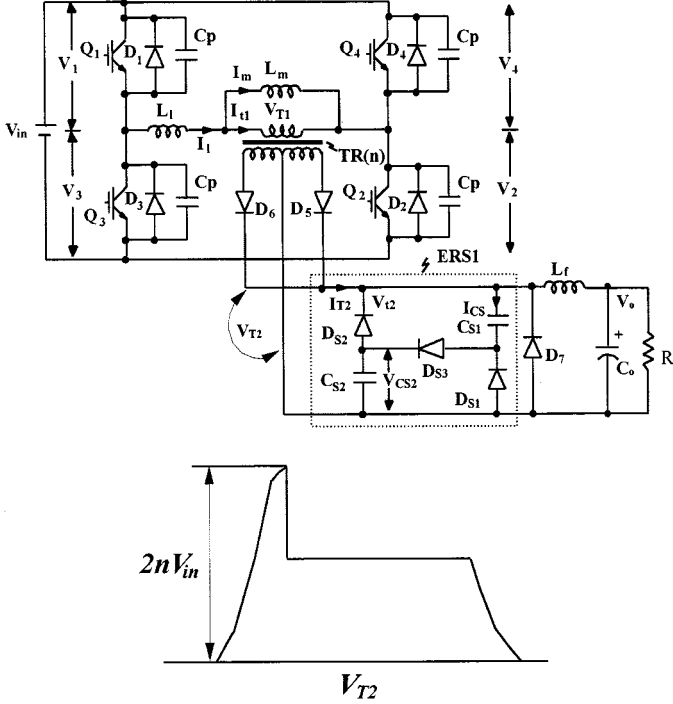 Q1 D1 Cp
Q4 D4 Cp
V1
V4
Im Lm
Ll It1 VT1
Vin
Il
TR(n)
V3
V2
Q3 D3 Cp
Q2 D2 Cp
D6 D5
ERS1
IT2 Vt2
ICS
CS1
Lf
Vo
VT2
DS2
DS3
D7
+
Co
R
CS2
VCS2
DS1
2nVin
VT2